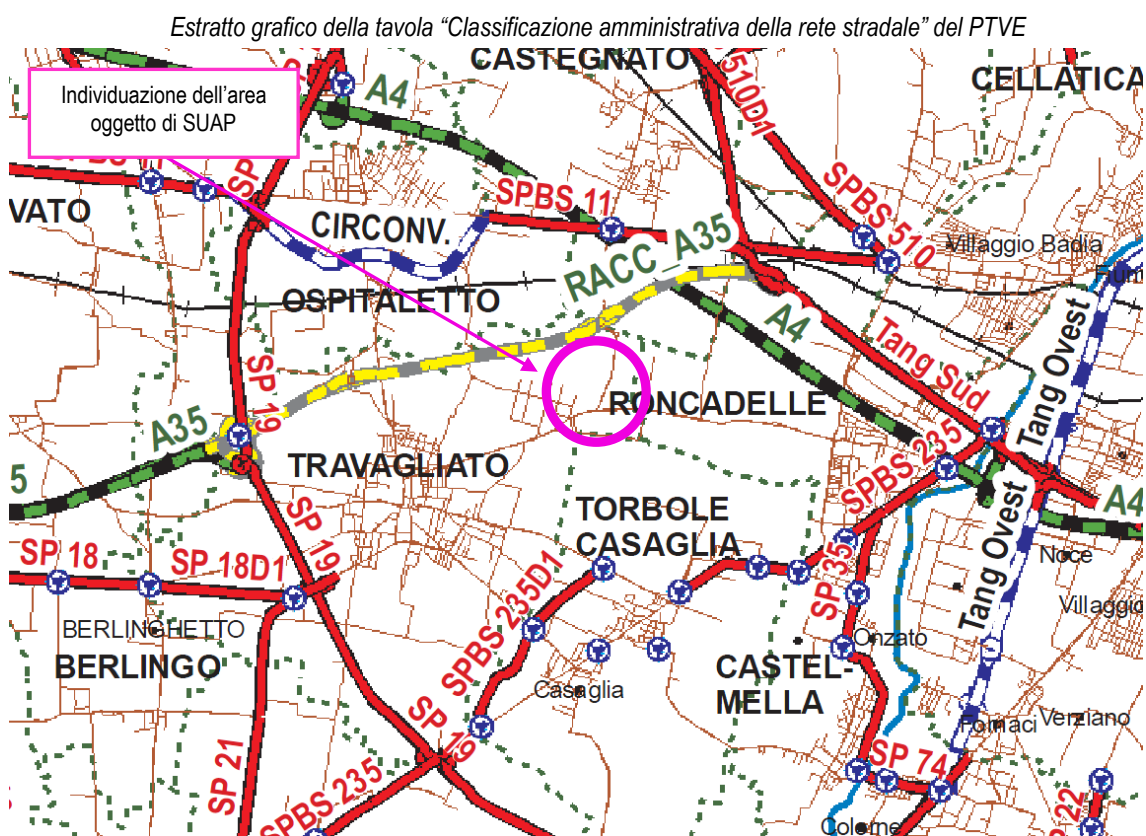 Estratto grafico della tavola “Classificazione amministrativa della rete stradale” del PTVE
Individuazione dell'area
oggetto di SUAP
CASTEGNATO
CELLATICA
A4
510D1
SPBS 11
SPBS 510
VATO
CIRCONV.
RACC_A35
Villaggio Badia
OSPITALETTO
A4
Tang Sud
Tang Ovest
SP 19
A35
RONCADELLE
5
TRAVAGLIATO
SPBS 235
A4
TORBOLE
CASAGLIA
SP 19
SP 18
SP 18D1
SP 35
Noce
Tang Ovest
Villaggio
BERLINGHETTO
BERLINGO
SPBS 235D1
Onzato
CASTEL-
MELLA
Casaglia
SP 19
Fornaci
Verziano
SP 21
SPBS 235
SP 74